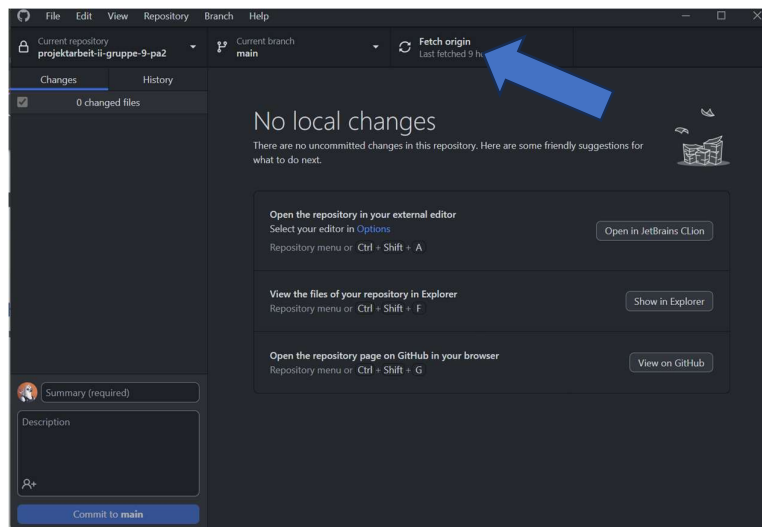 File Edit View Repository Branch Help
Current repository
projektarbeit-ii-gruppe-9-pa2
Current branch
main
Fetch origin
Last fetched 9
Changes History
0 changed files
No local changes
There are no uncommitted changes in this repository. Here are some friendly suggestions for
what to do next.
Open the repository in your external editor
Select your editor in Options
Repository menu or Ctrl + Shift + A
Open in JetBrains CLion
View the files of your repository in Explorer
Repository menu or Ctrl + Shift + F
Show in Explorer
Open the repository page on GitHub in your browser
Repository menu or Ctrl + Shift + G
View on GitHub
Summary (required)
Description
Commit to main